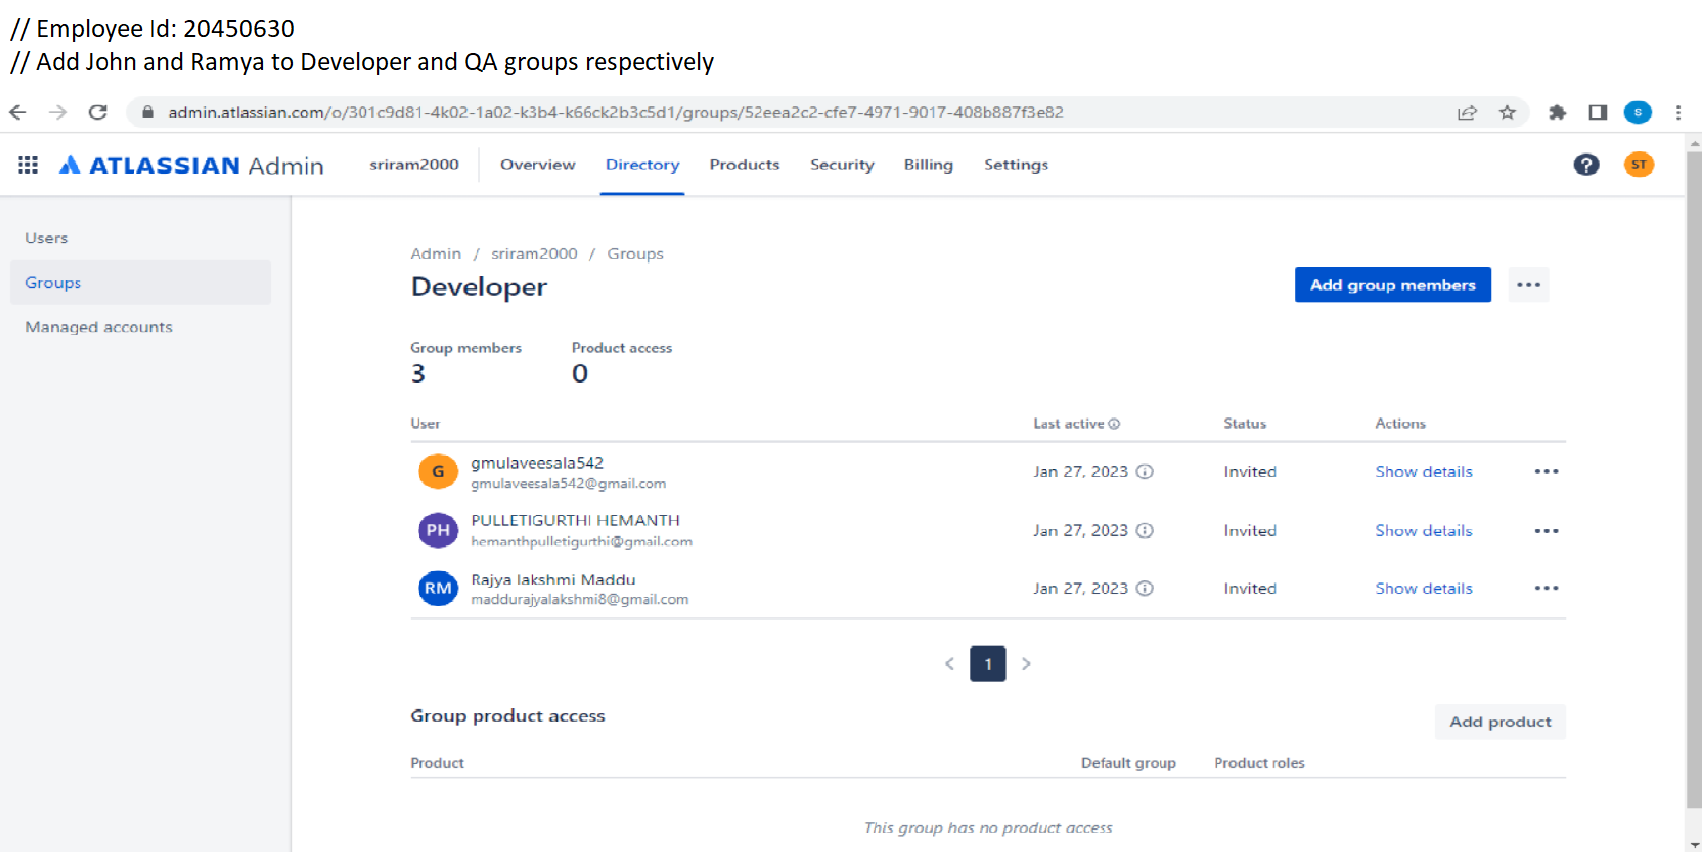 // Employee Id: 20450630
// Add John and Ramya to Developer and QA groups respectively
admin.atlassian.com/o/301c9d81-4k02-1a02-k3b4-k66ck2b3c5d1/groups/52eea2c2-cfe7-4971-9017-408b887f3e82
S
ATLASSIAN Admin sriram2000 Overview Directory Products Security Billing Settings ? ST
Users
Groups
Managed accounts
Admin / sriram2000 / Groups
Developer
Add group members
Group members Product access
3 0
User Last active Status Actions
G gmulaveesala542 Jan 27, 2023 Invited Show details
gmulaveesala542@gmail.com
PH PULLETIGURTHI HEMANTH Jan 27, 2023 Invited Show details
hemanthpulletigurthi@gmail.com
RM Rajya lakshmi Maddu Jan 27, 2023 Invited Show details
maddurajyalakshmi8@gmail.com
< 1 >
Group product access Add product
Product Default group Product roles
This group has no product access